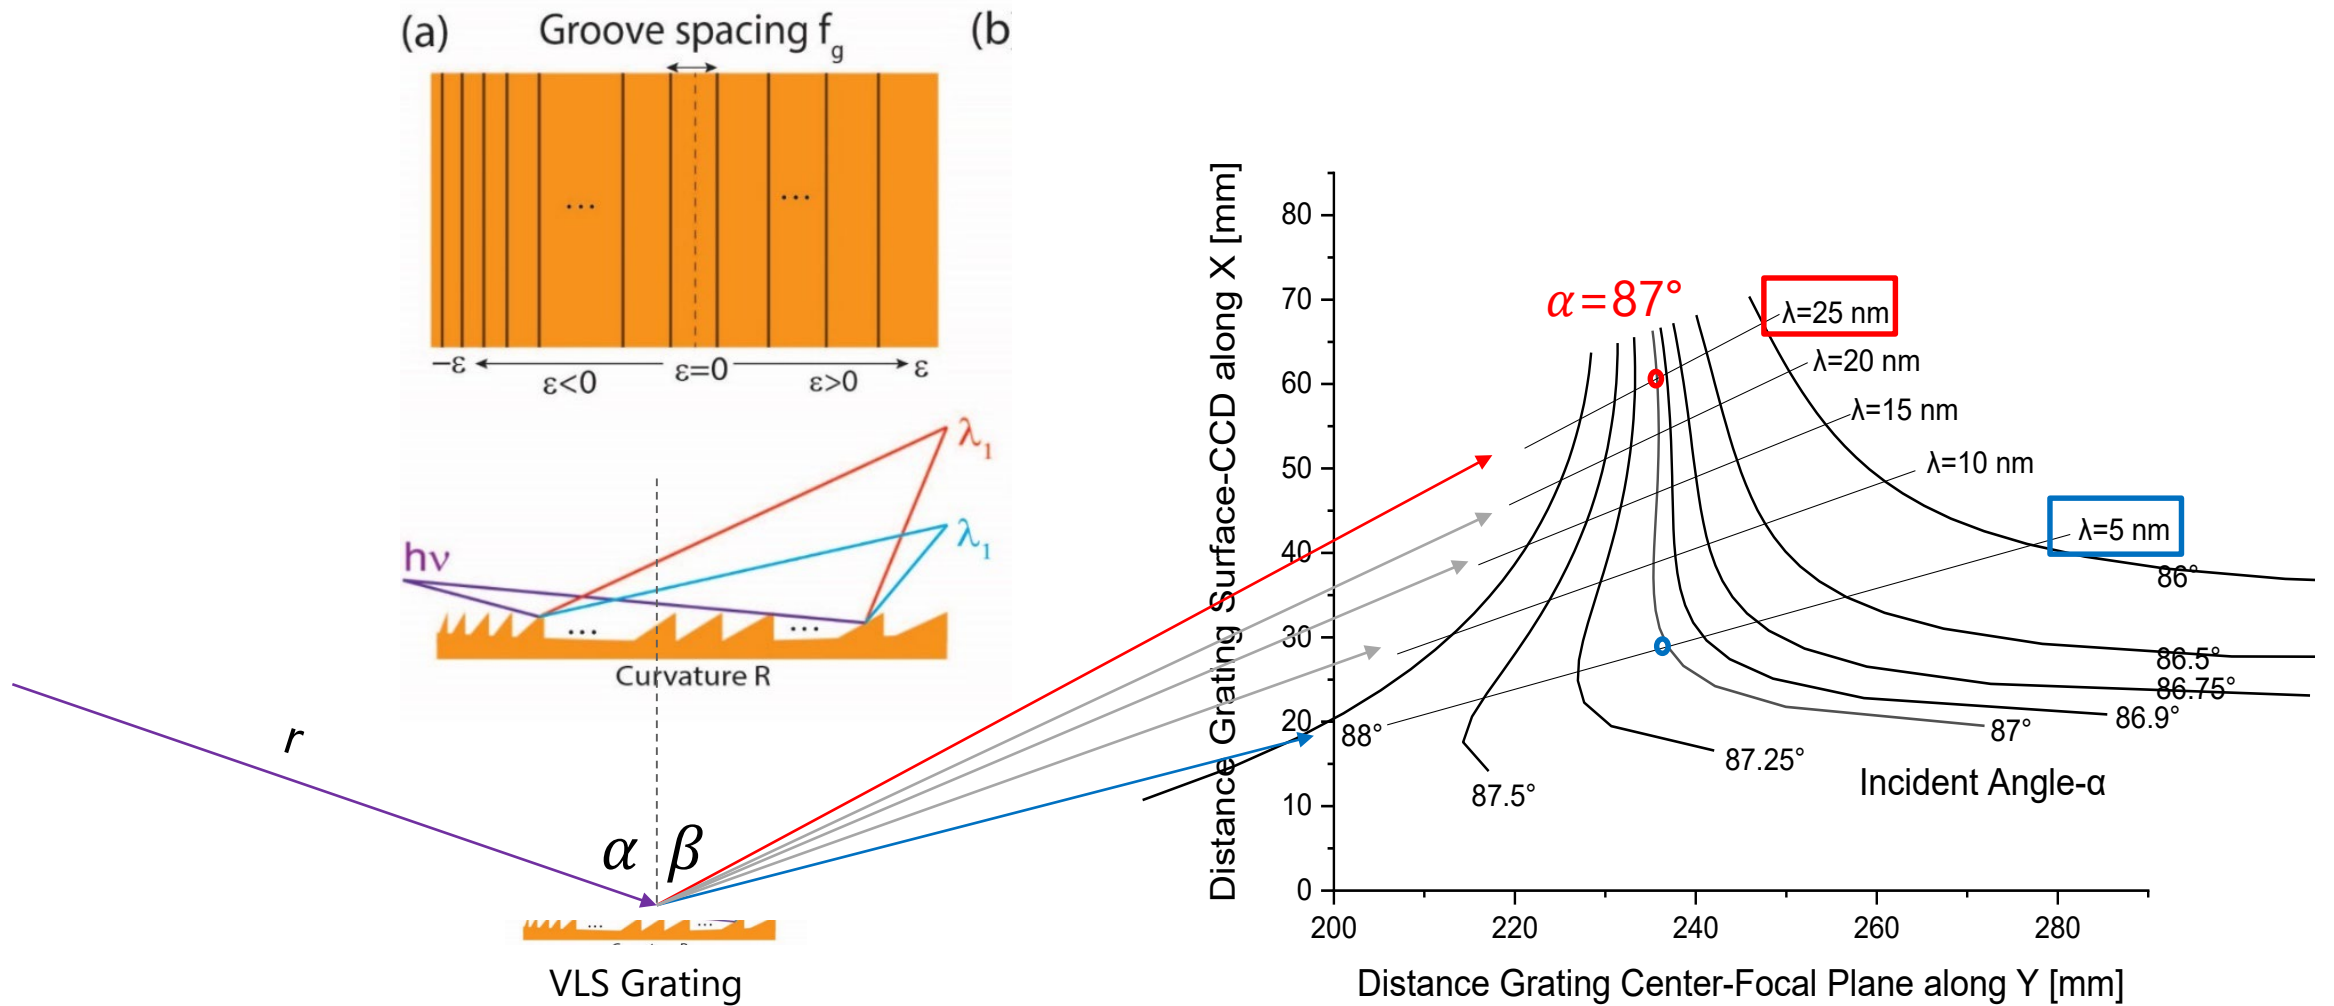 (a)
Groove spacing fg
(b
...
...
−ε
ε<0
ε=0
ε>0
ε
λ1
λ1
hν
...
...
Curvature R
r
α
β
...
...
VLS Grating
Distance Grating Surface-CCD along X [mm]
80
70
60
50
40
30
20
10
0
200
220
240
260
280
Distance Grating Center-Focal Plane along Y [mm]
α=87°
λ=25 nm
λ=20 nm
λ=15 nm
λ=10 nm
λ=5 nm
86°
86.5°
86.75°
86.9°
87°
87.25°
87.5°
88°
Incident Angle-α